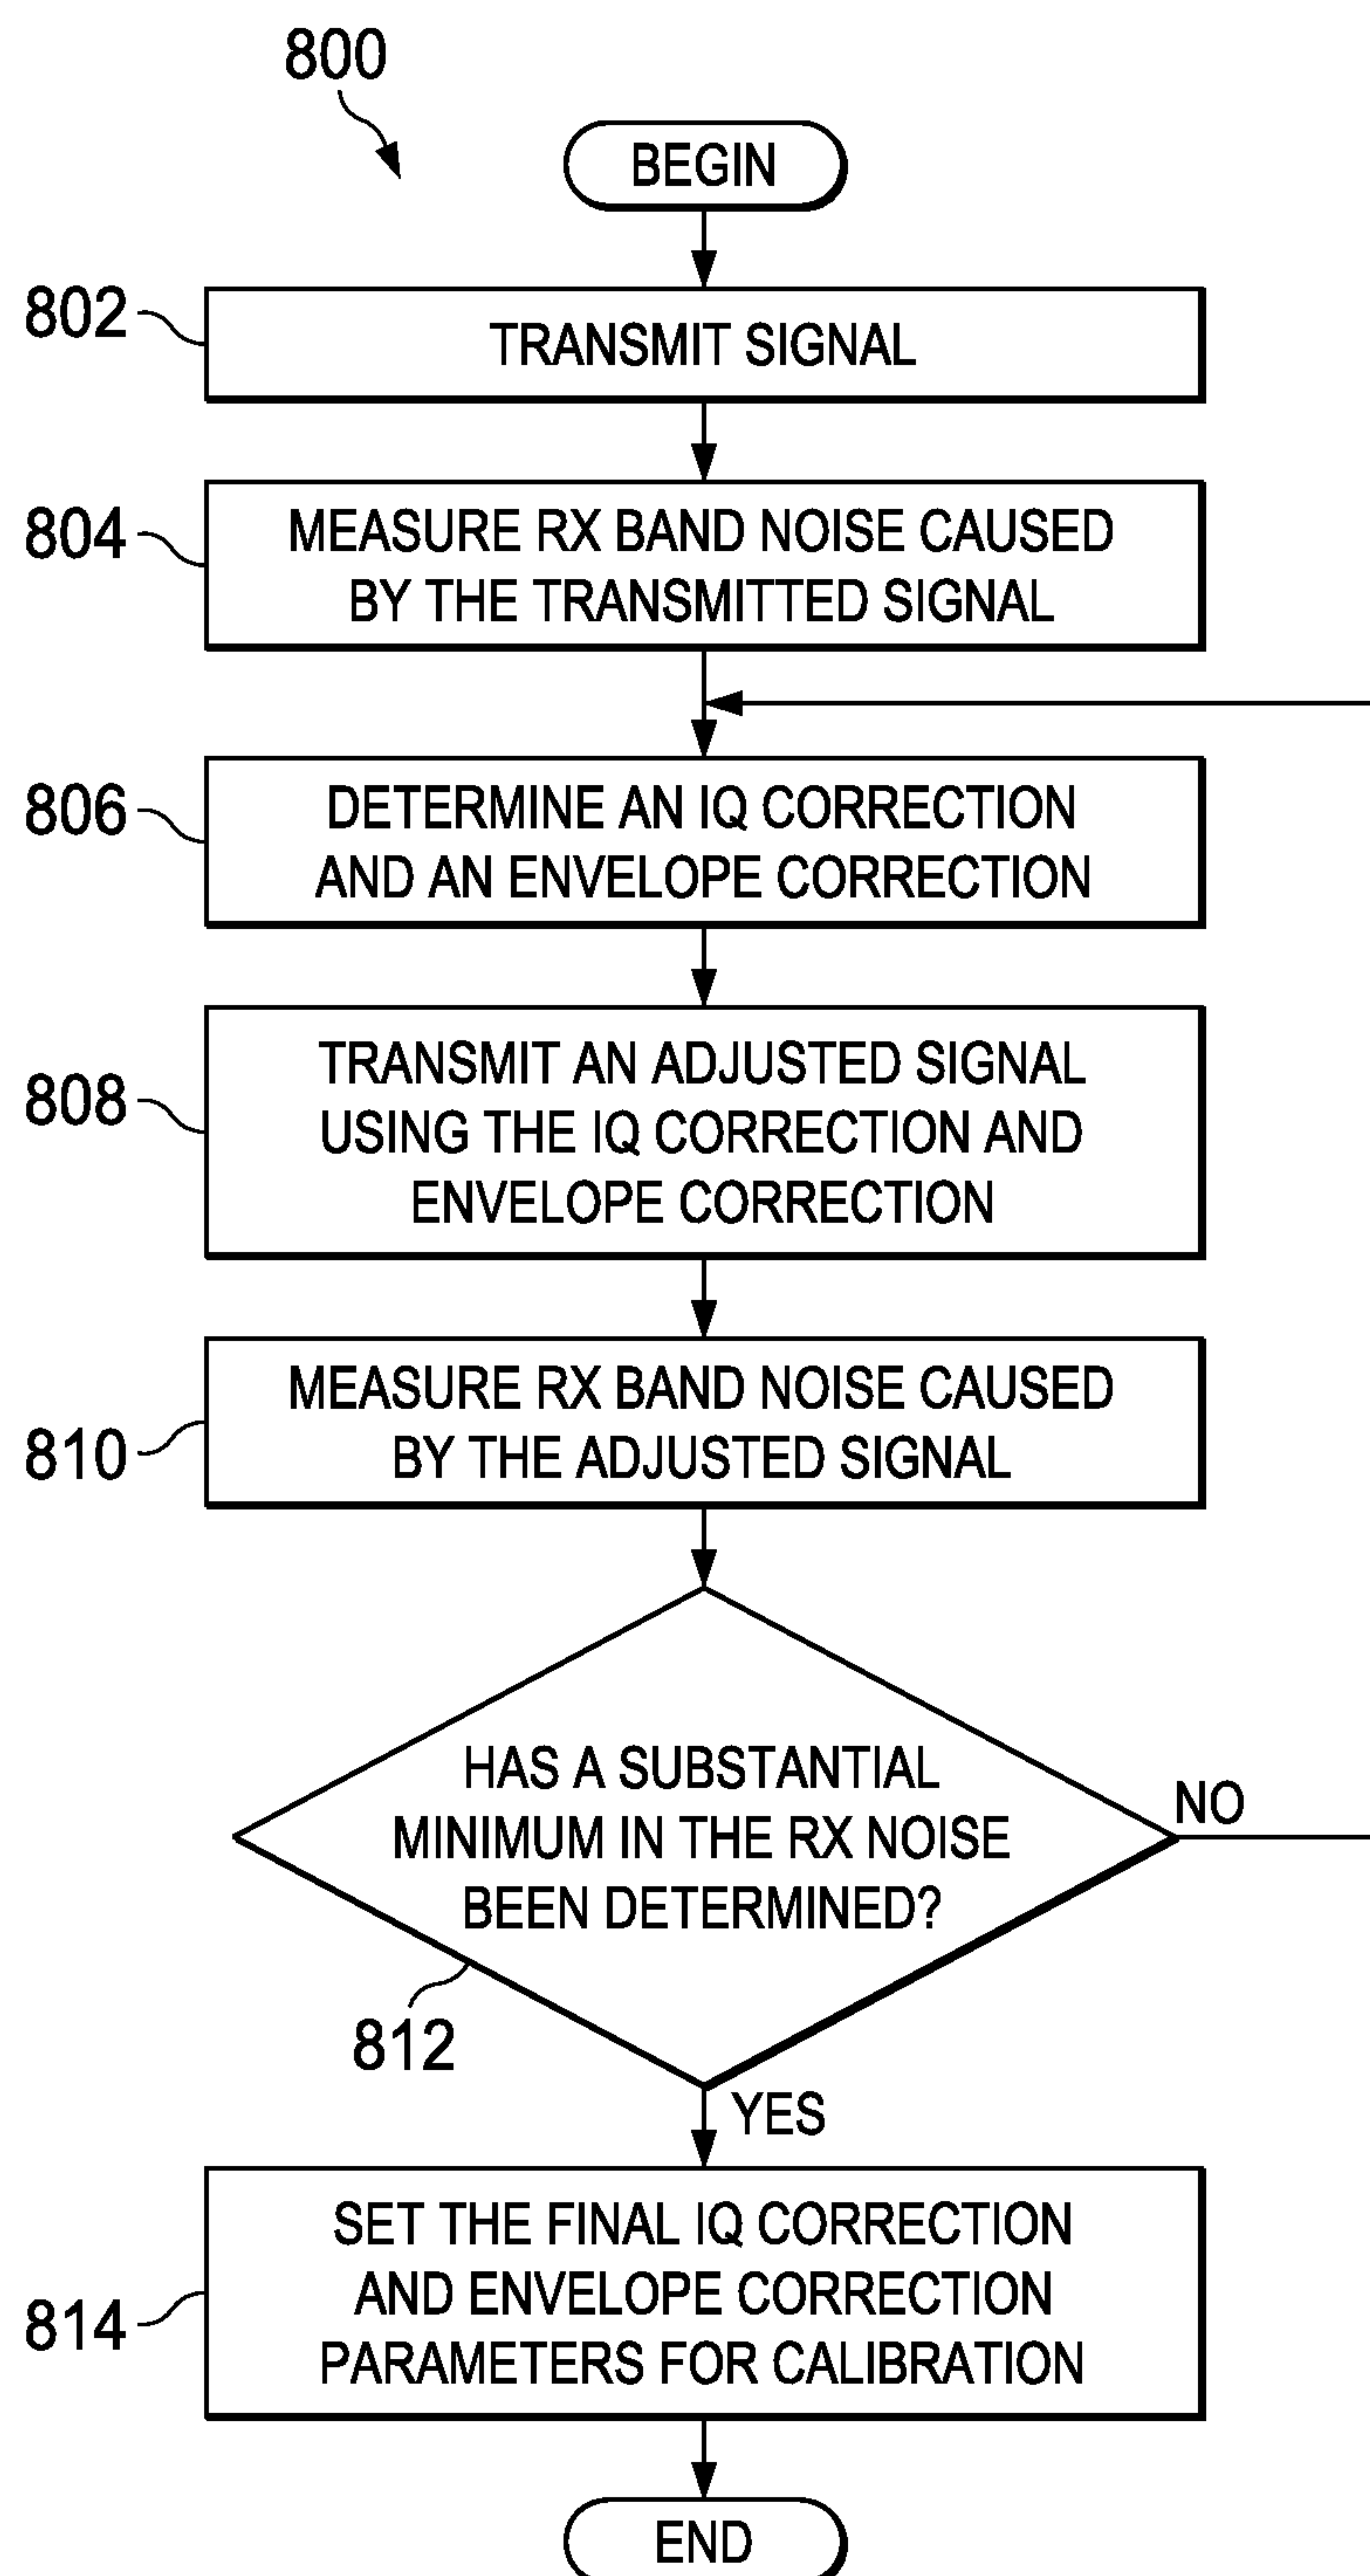 800
BEGIN
802
TRANSMIT SIGNAL
804
MEASURE RX BAND NOISE CAUSED
BY THE TRANSMITTED SIGNAL
806
DETERMINE AN IQ CORRECTION
AND AN ENVELOPE CORRECTION
808
TRANSMIT AN ADJUSTED SIGNAL
USING THE IQ CORRECTION AND
ENVELOPE CORRECTION
810
MEASURE RX BAND NOISE CAUSED
BY THE ADJUSTED SIGNAL
HAS A SUBSTANTIAL
MINIMUM IN THE RX NOISE
BEEN DETERMINED?
NO
812
YES
814
SET THE FINAL IQ CORRECTION
AND ENVELOPE CORRECTION
PARAMETERS FOR CALIBRATION
END